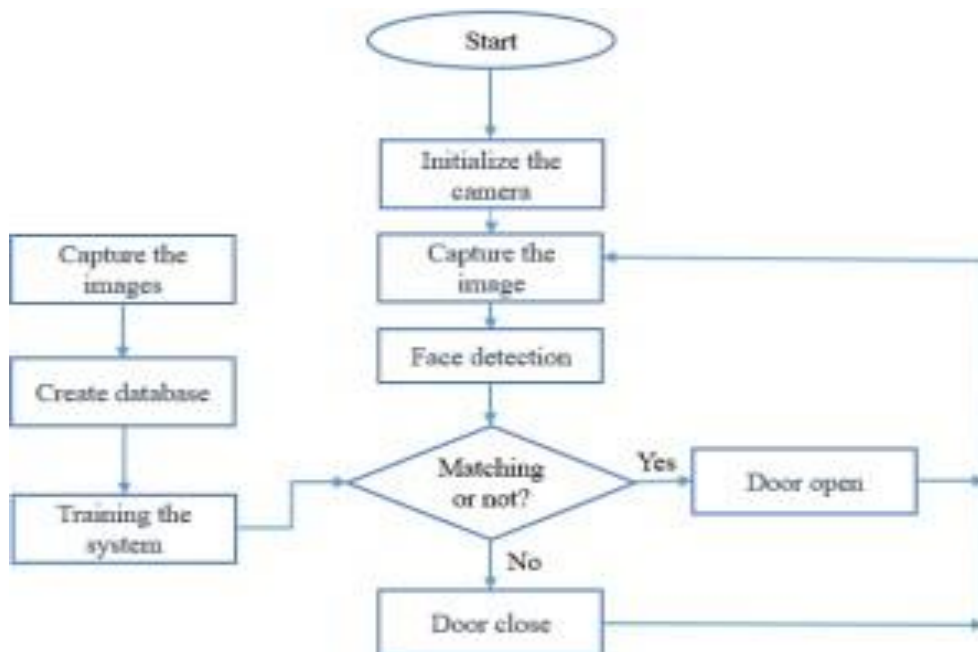 Start
Initialize the
camera
Capture the
images
Capture the
image
Face detection
Create database
Matching
or not?
Yes
Door open
Training the
system
No
Door close